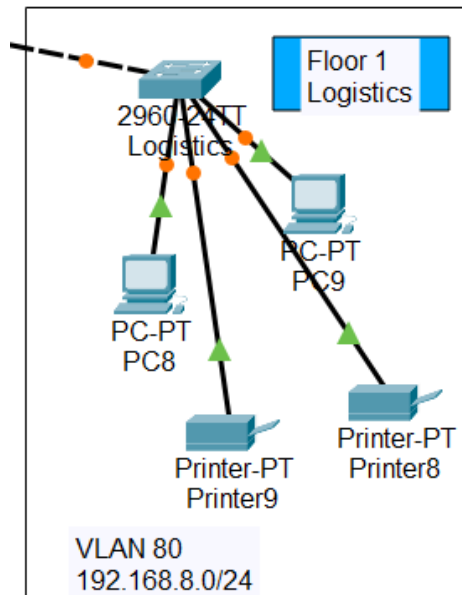 Floor 1
Logistics
2960-24TT
Logistics
PC-PT
PC9
PC-PT
PC8
Printer-PT
Printer8
Printer-PT
Printer9
VLAN 80
192.168.8.0/24